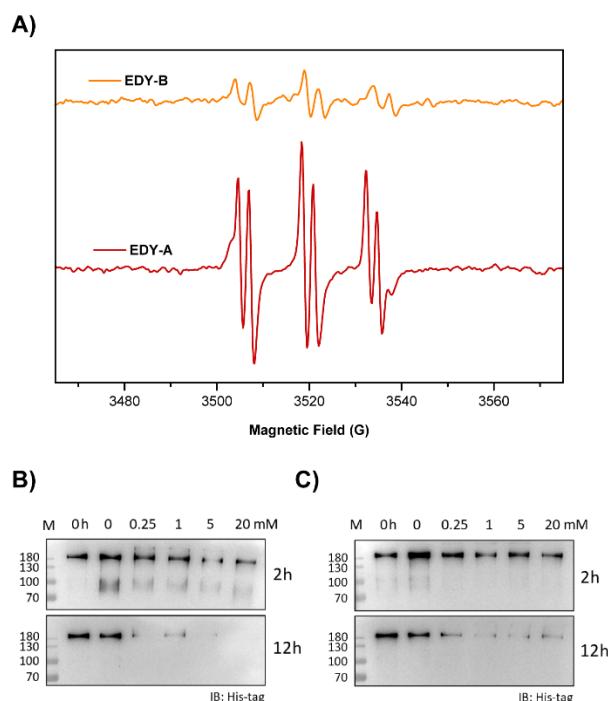 A)
EDY-B
EDY-A
3480 3500 3520 3540 3560
Magnetic Field (G)
B)
M 0h 0 0.25 1 5 20 mM
180
130
100
70
2h
180
130
100
70
12h
IB: His-tag
C)
M 0h 0 0.25 1 5 20 mM
180
130
100
70
2h
180
130
100
70
12h
IB: His-tag